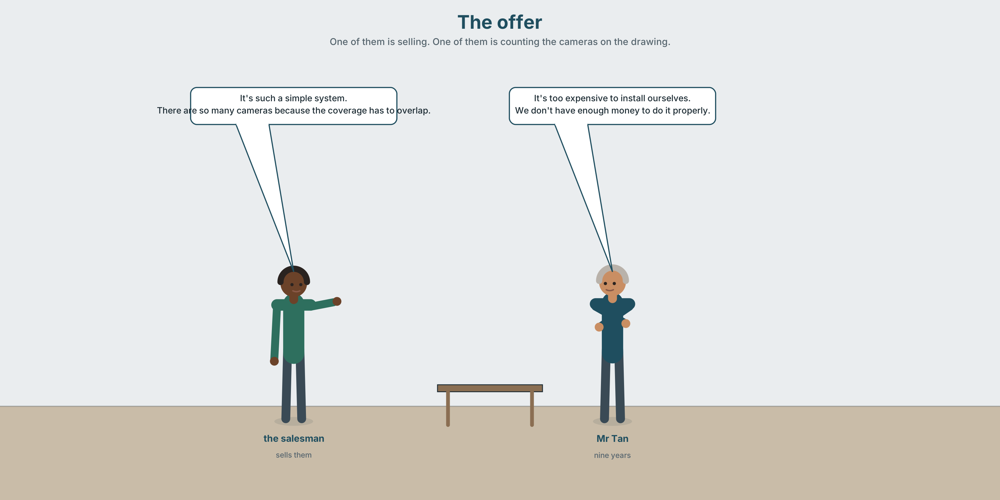 The offer
One of them is selling. One of them is counting the cameras on the drawing.
It's such a simple system.
There are so many cameras because the coverage has to overlap.
It's too expensive to install ourselves.
We don't have enough money to do it properly.
the salesman
sells them
Mr Tan
nine years